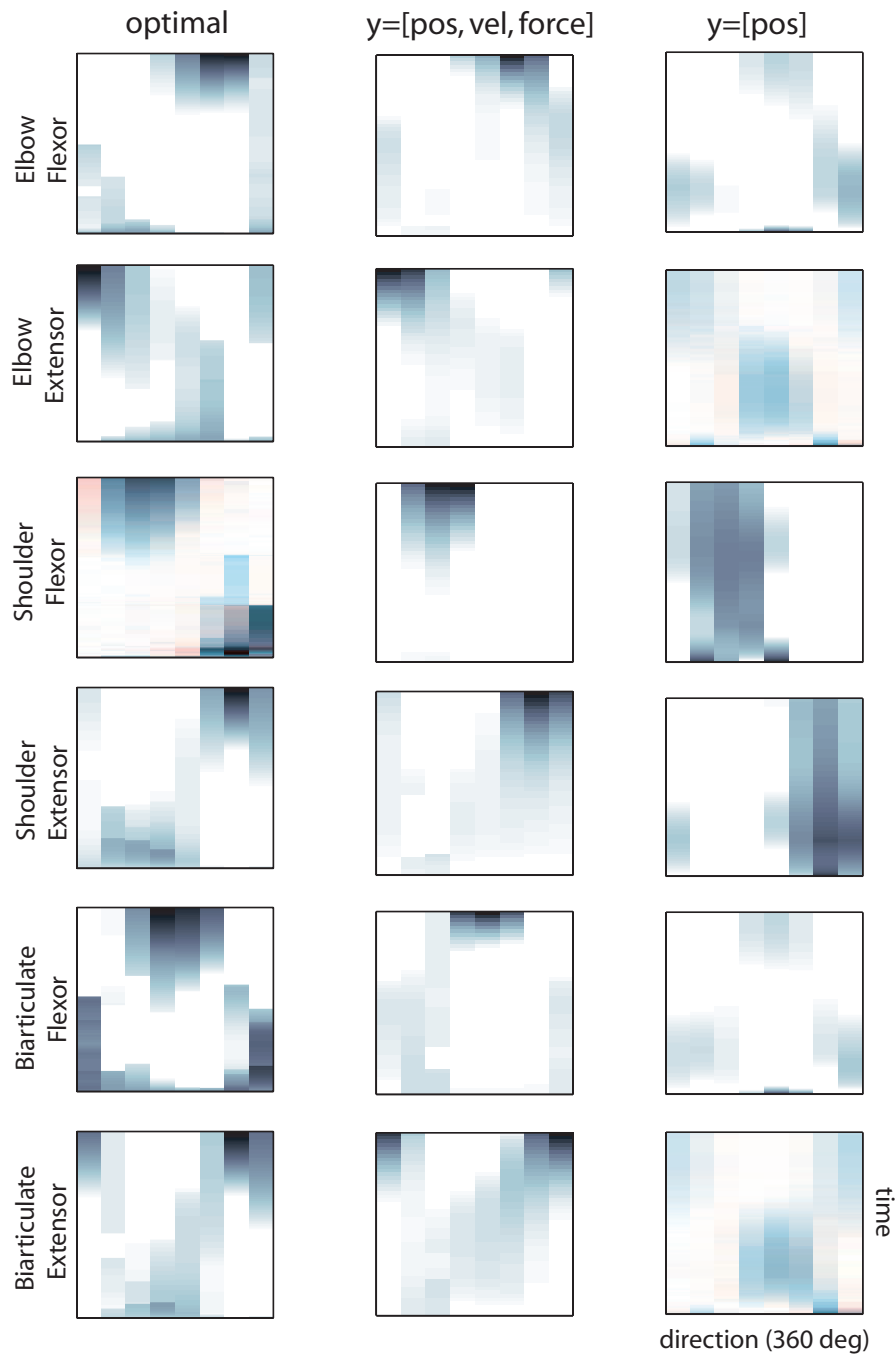 optimal
y=[pos, vel, force]
y=[pos]
Elbow
Flexor
Elbow
Extensor
Shoulder
Flexor
Shoulder
Extensor
Biarticulate
Flexor
Biarticulate
Extensor
time
direction (360 deg)